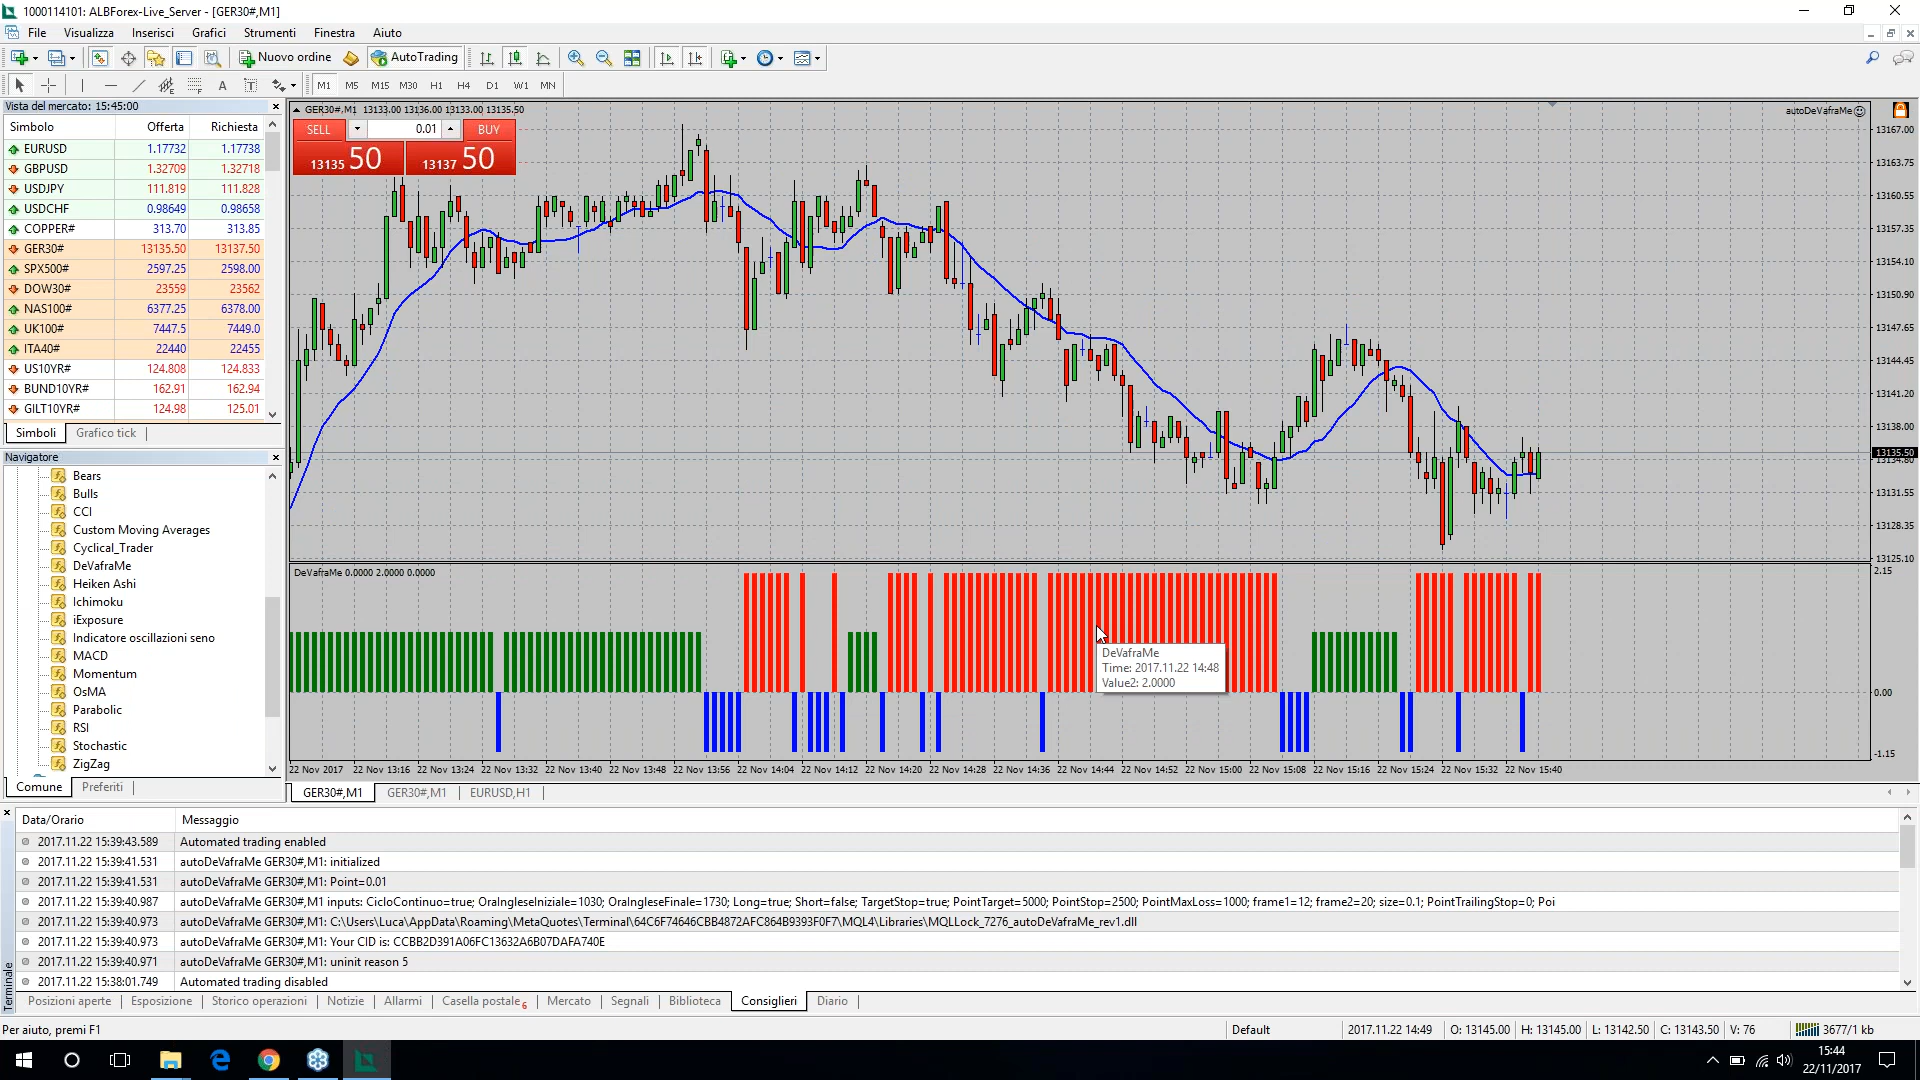 1000114101: ALBForex-Live_Server - [GER30#,M1]
File Visualizza Inserisci Grafici Strumenti Finestra Aiuto
Nuovo ordine AutoTrading
A T M1 M5 M15 M30 H1 H4 D1 W1 MN
Vista del mercato: 15:45:00
Simbolo Offerta Richiesta
EURUSD 1.17732 1.17738
GBPUSD 1.32709 1.32718
USDJPY 111.819 111.828
USDCHF 0.98649 0.98658
COPPER# 313.70 313.85
GER30# 13135.50 13137.50
SPX500# 2597.25 2598.00
DOW30# 23559 23562
NAS100# 6377.25 6378.00
UK100# 7447.5 7449.0
ITA40# 22440 22455
US10YR# 124.808 124.833
BUND10YR# 162.91 162.94
GILT10YR# 124.98 125.01
Simboli Grafico tick
Navigatore
Bears
Bulls
CCI
Custom Moving Averages
Cyclical_Trader
DeVafraMe
Heiken Ashi
Ichimoku
iExposure
Indicatore oscillazioni seno
MACD
Momentum
OsMA
Parabolic
RSI
Stochastic
ZigZag
Comune Preferiti
GER30#,M1 13133.00 13136.00 13133.00 13135.50
SELL 0.01 BUY
13135 50 13137 50
autoDeVafraMe
13167.00
13163.75
13160.55
13157.35
13154.10
13150.90
13147.65
13144.45
13141.20
13138.00
13135.50
13134.80
13131.55
13128.35
13125.10
DeVafraMe 0.0000 2.0000 0.0000
2.15
0.00
-1.15
DeVafraMe
Time: 2017.11.22 14:48
Value2: 2.0000
22 Nov 2017 22 Nov 13:16 22 Nov 13:24 22 Nov 13:32 22 Nov 13:40 22 Nov 13:48 22 Nov 13:56 22 Nov 14:04 22 Nov 14:12 22 Nov 14:20 22 Nov 14:28 22 Nov 14:36 22 Nov 14:44 22 Nov 14:52 22 Nov 15:00 22 Nov 15:08 22 Nov 15:16 22 Nov 15:24 22 Nov 15:32 22 Nov 15:40
GER30#,M1 GER30#,M1 EURUSD,H1
Data/Orario Messaggio
2017.11.22 15:39:43.589 Automated trading enabled
2017.11.22 15:39:41.531 autoDeVafraMe GER30#,M1: initialized
2017.11.22 15:39:41.531 autoDeVafraMe GER30#,M1: Point=0.01
2017.11.22 15:39:40.987 autoDeVafraMe GER30#,M1 inputs: CicloContinuo=true; OraIngleseIniziale=1030; OraIngleseFinale=1730; Long=true; Short=false; TargetStop=true; PointTarget=5000; PointStop=2500; PointMaxLoss=1000; frame1=12; frame2=20; size=0.1; PointTrailingStop=0; Poi
2017.11.22 15:39:40.973 autoDeVafraMe GER30#,M1: C:\Users\Luca\AppData\Roaming\MetaQuotes\Terminal\64C6F74646CBB4872AFC864B9393F0F7\MQL4\Libraries\MQLLock_7276_autoDeVafraMe_rev1.dll
2017.11.22 15:39:40.973 autoDeVafraMe GER30#,M1: Your CID is: CCBB2D391A06FC13632A6B07DAFA740E
2017.11.22 15:39:40.971 autoDeVafraMe GER30#,M1: uninit reason 5
2017.11.22 15:38:01.749 Automated trading disabled
Terminale
Posizioni aperte Esposizione Storico operazioni Notizie Allarmi Casella postale 6 Mercato Segnali Biblioteca Consiglieri Diario
Per aiuto, premi F1 Default 2017.11.22 14:49 O: 13145.00 H: 13145.00 L: 13142.50 C: 13143.50 V: 76 3677/1 kb
15:44
22/11/2017